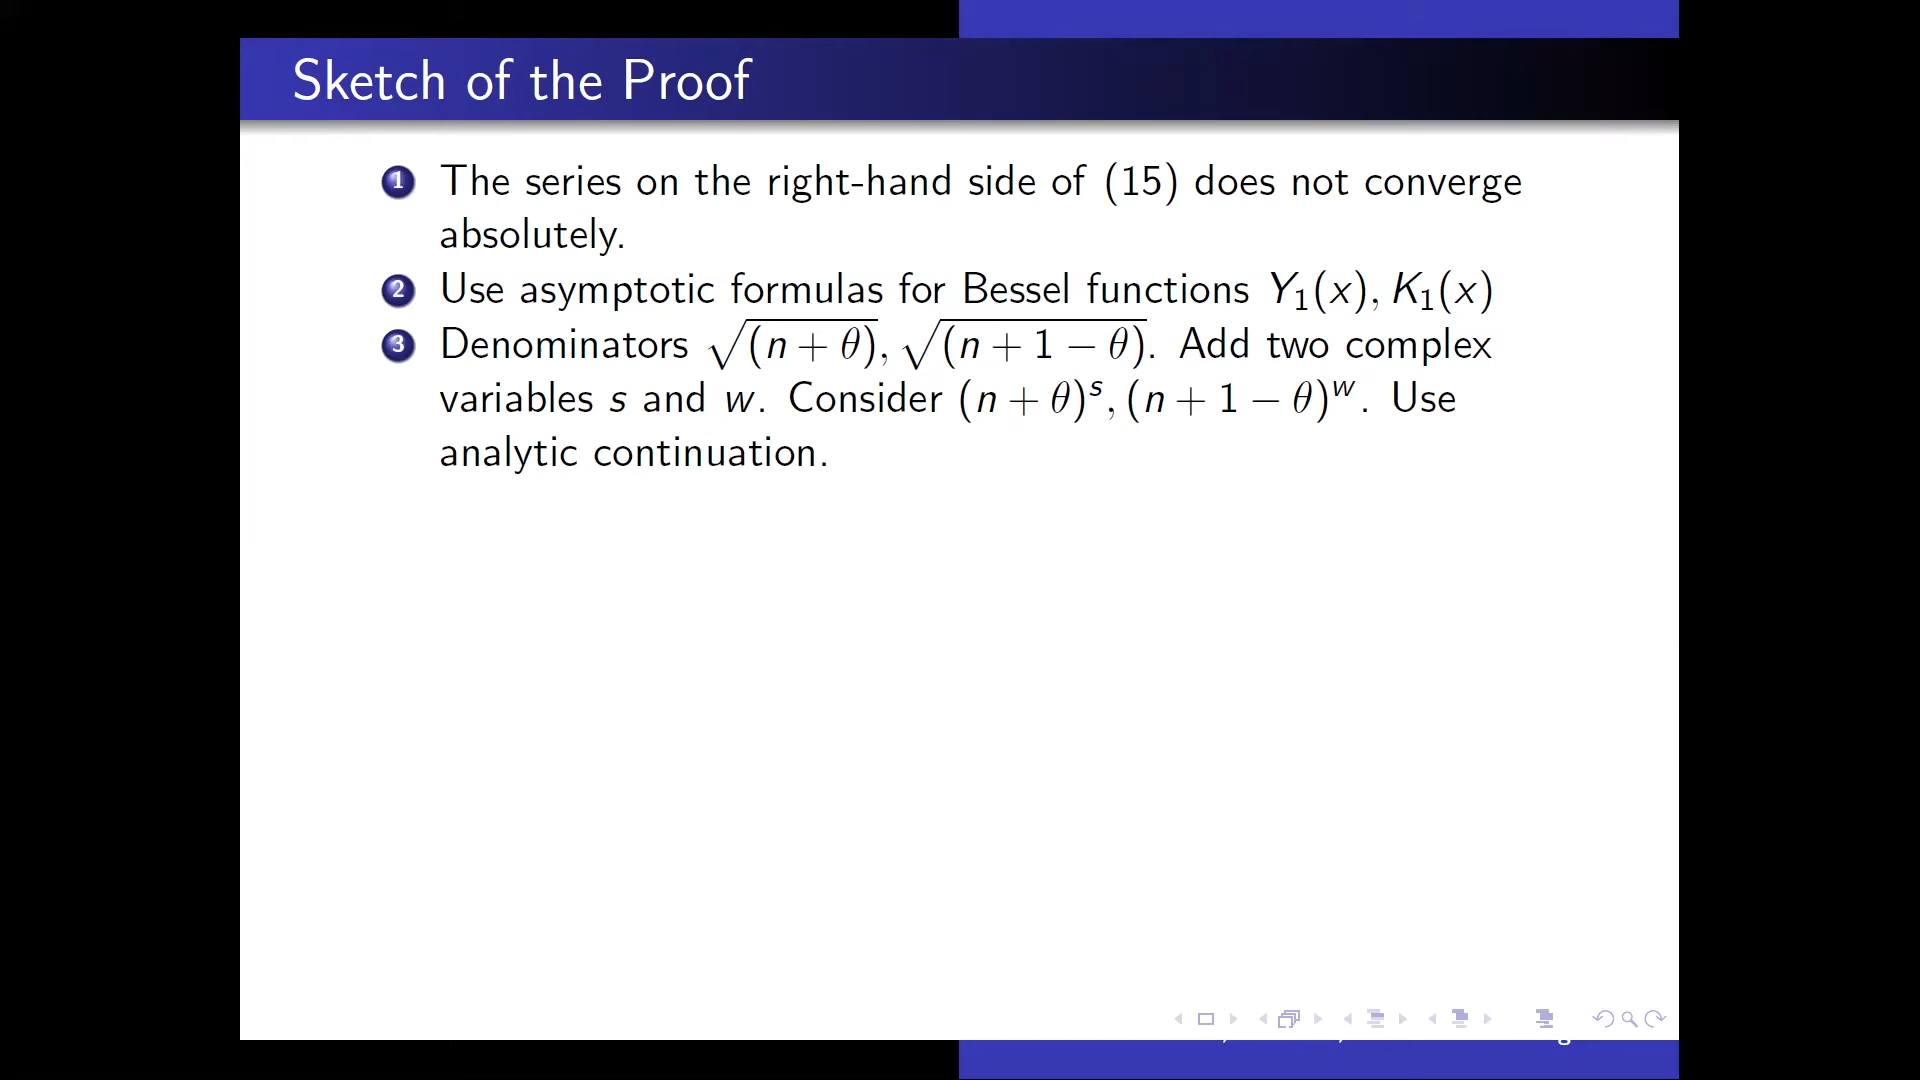 Sketch of the Proof
1 The series on the right-hand side of (15) does not converge
absolutely.
2 Use asymptotic formulas for Bessel functions Y₁(x), K₁(x)
3 Denominators √(n + θ), √(n + 1 − θ). Add two complex
variables s and w. Consider (n + θ)ˢ, (n + 1 − θ)ʷ. Use
analytic continuation.